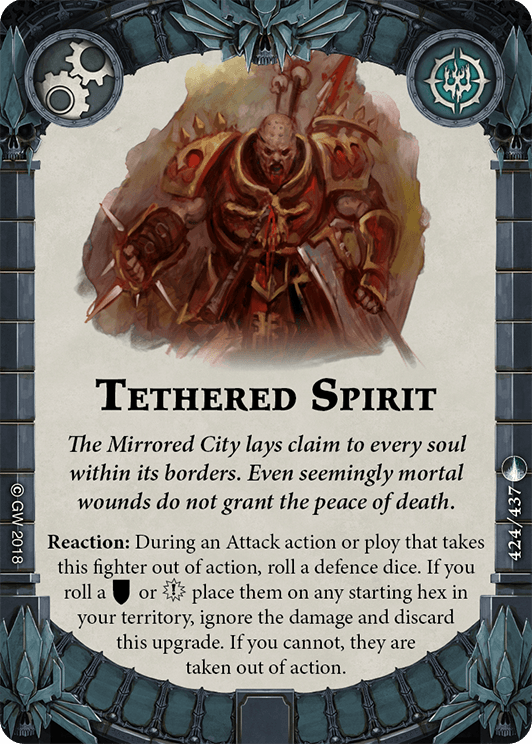 TETHERED SPIRIT
The Mirrored City lays claim to every soul
within its borders. Even seemingly mortal
wounds do not grant the peace of death.
Reaction: During an Attack action or ploy that takes
this fighter out of action, roll a defence dice. If you
roll a or place them on any starting hex in
your territory, ignore the damage and discard
this upgrade. If you cannot, they are
taken out of action.
© GW 2018
424/437